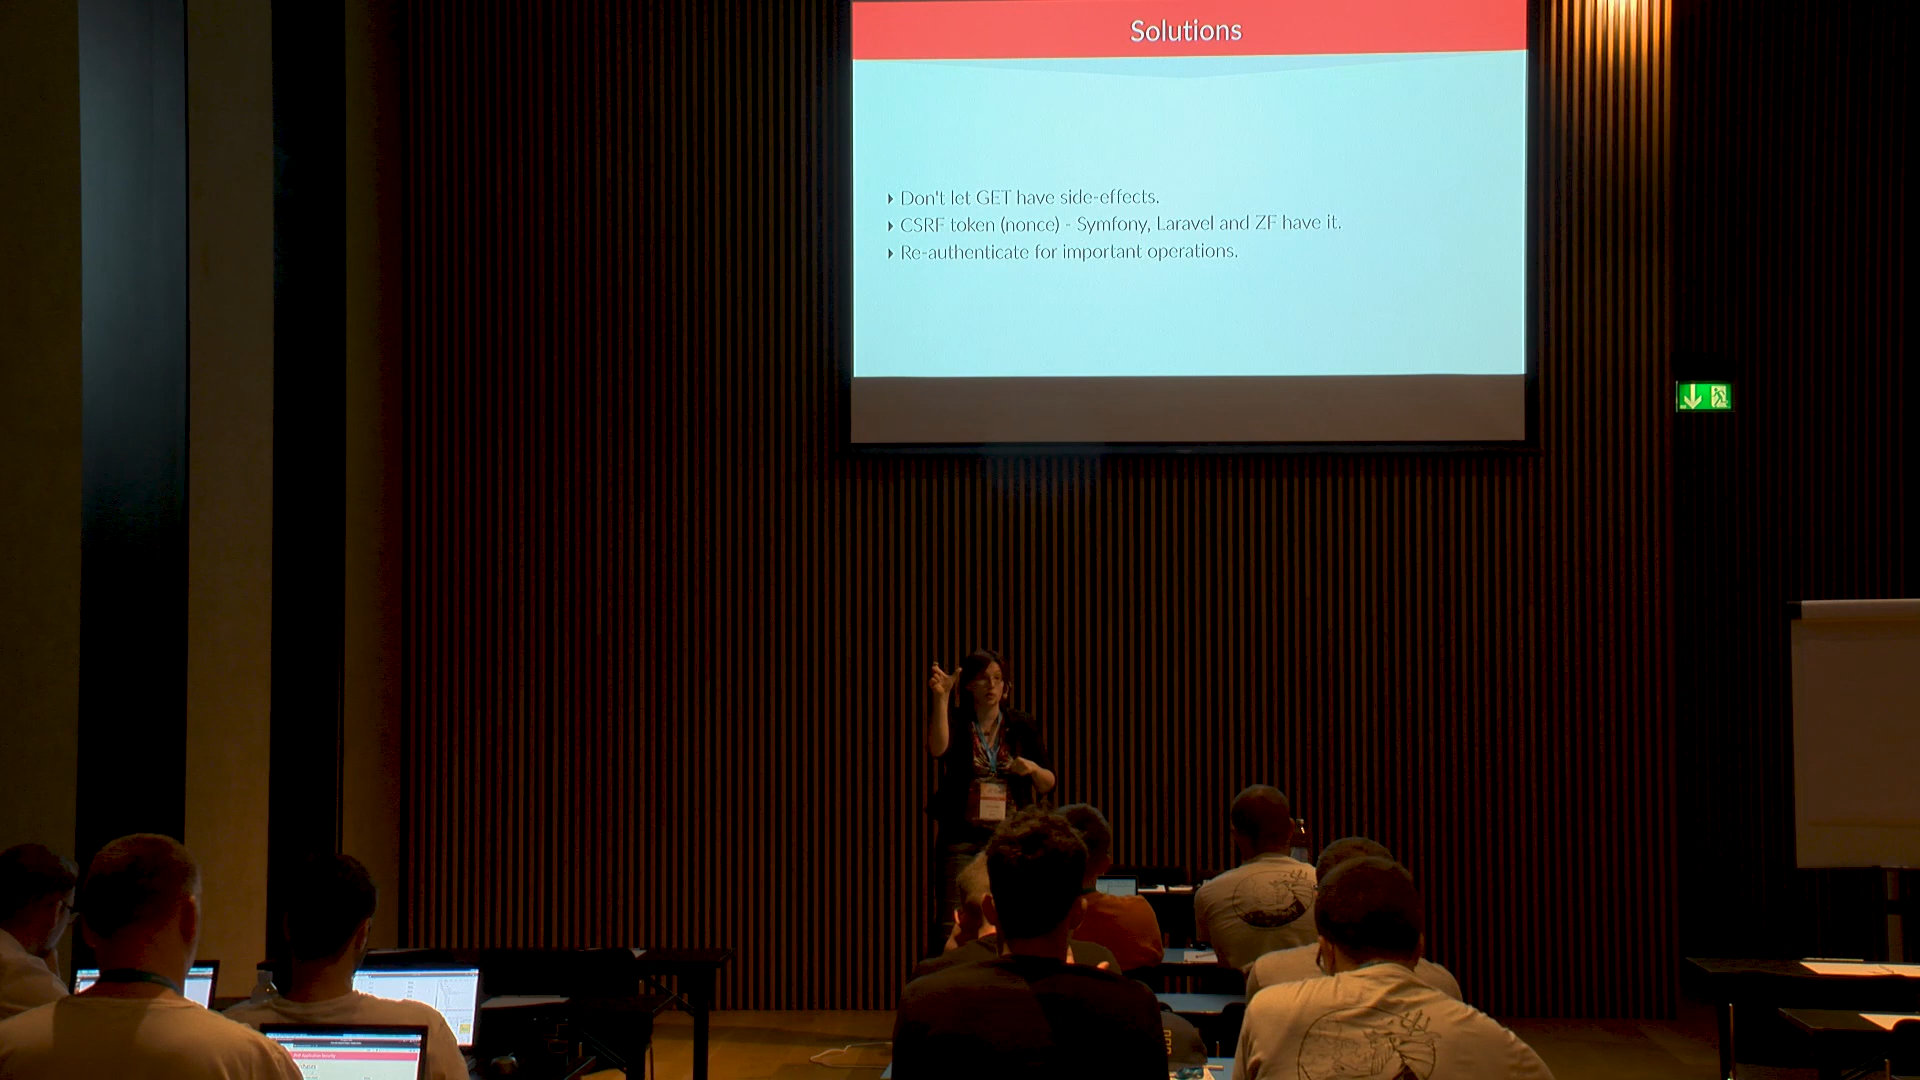 Solutions
Don't let GET have side-effects.
CSRF token (nonce) - Symfony, Laravel and ZF have it.
Re-authenticate for important operations.